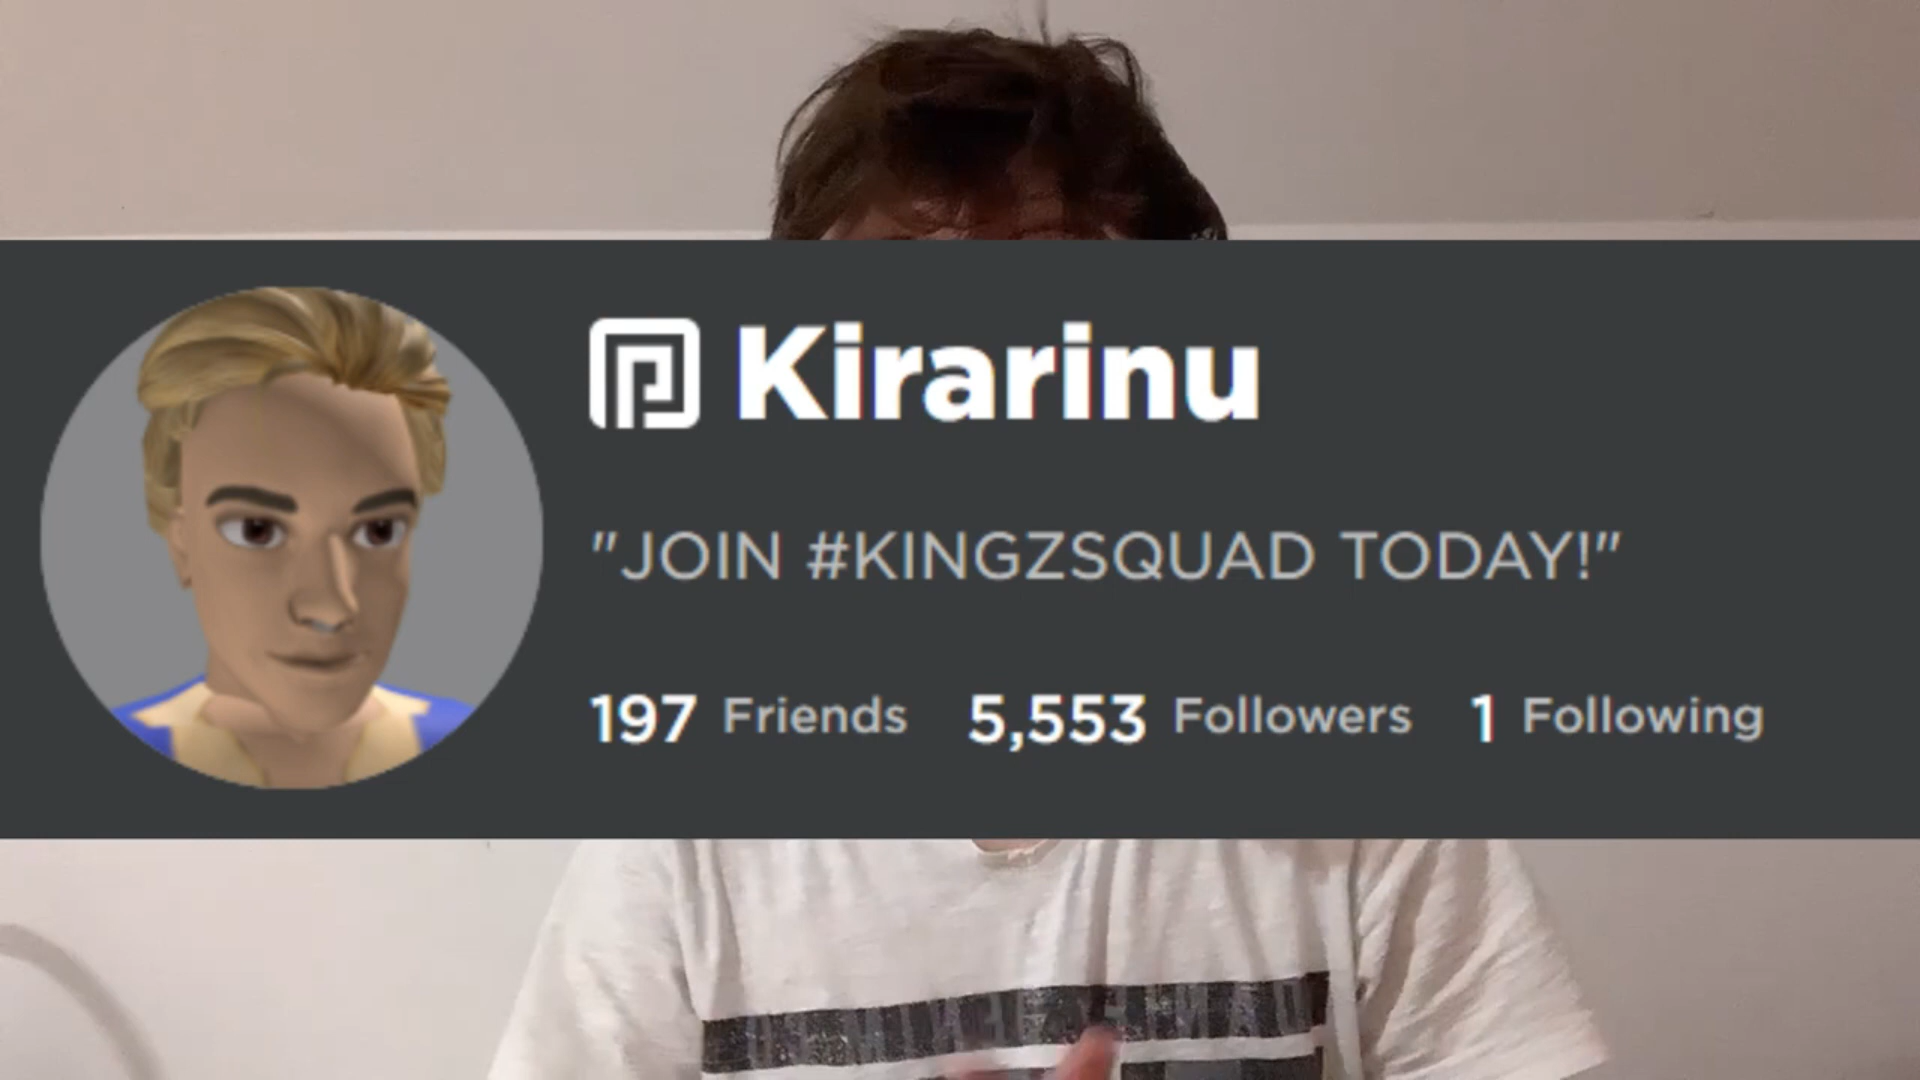 Kirarinu
"JOIN #KINGZSQUAD TODAY!"
197 Friends 5,553 Followers 1 Following